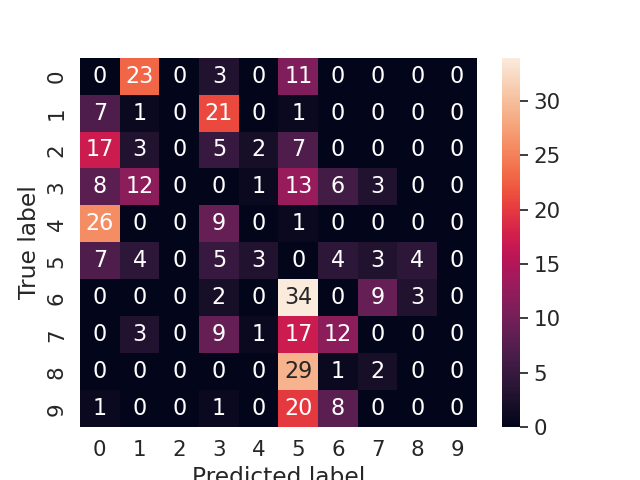 0 0 23 0 3 0 11 0 0 0 0
1 7 1 0 21 0 1 0 0 0 0
2 17 3 0 5 2 7 0 0 0 0
3 8 12 0 0 1 13 6 3 0 0
4 26 0 0 9 0 1 0 0 0 0
5 7 4 0 5 3 0 4 3 4 0
6 0 0 0 2 0 34 0 9 3 0
7 0 3 0 9 1 17 12 0 0 0
8 0 0 0 0 0 29 1 2 0 0
9 1 0 0 1 0 20 8 0 0 0
0 1 2 3 4 5 6 7 8 9
Predicted label
True label
30
25
20
15
10
5
0